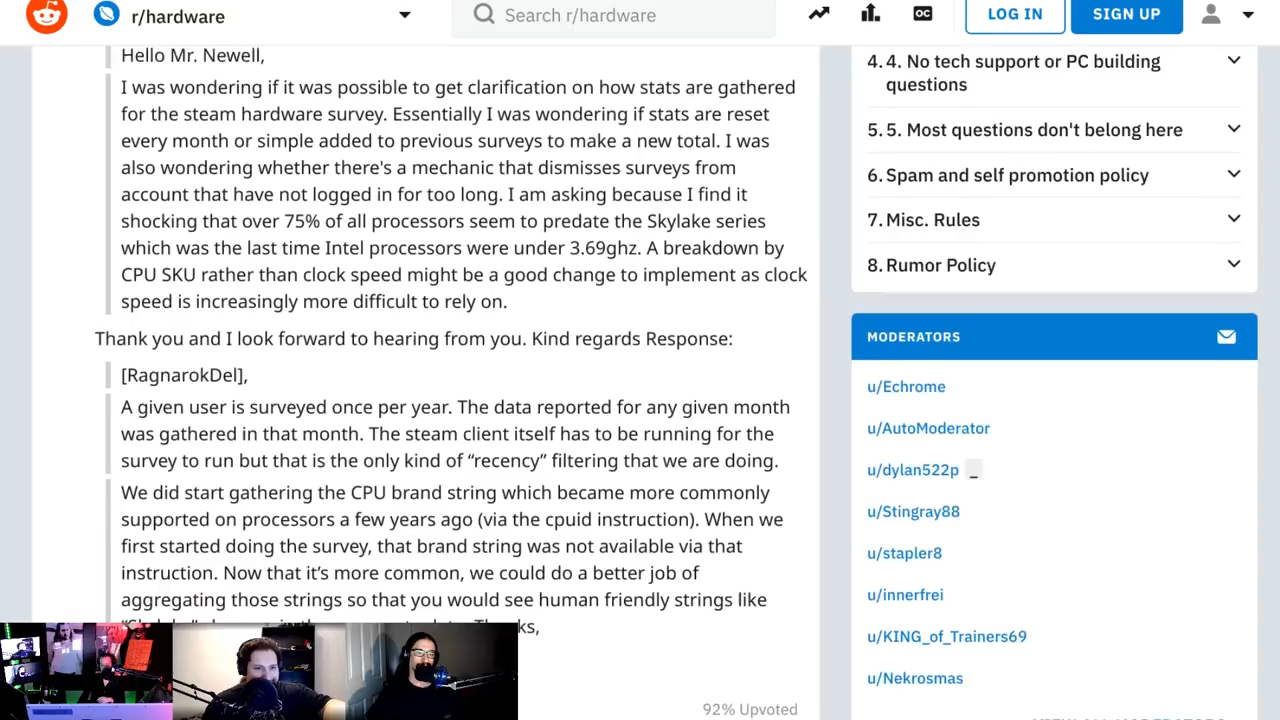 r/hardware
Search r/hardware
OC
LOG IN
SIGN UP
Hello Mr. Newell,
I was wondering if it was possible to get clarification on how stats are gathered
for the steam hardware survey. Essentially I was wondering if stats are reset
every month or simple added to previous surveys to make a new total. I was
also wondering whether there's a mechanic that dismisses surveys from
account that have not logged in for too long. I am asking because I find it
shocking that over 75% of all processors seem to predate the Skylake series
which was the last time Intel processors were under 3.69ghz. A breakdown by
CPU SKU rather than clock speed might be a good change to implement as clock
speed is increasingly more difficult to rely on.
Thank you and I look forward to hearing from you. Kind regards Response:
[RagnarokDel],
A given user is surveyed once per year. The data reported for any given month
was gathered in that month. The steam client itself has to be running for the
survey to run but that is the only kind of “recency” filtering that we are doing.
We did start gathering the CPU brand string which became more commonly
supported on processors a few years ago (via the cpuid instruction). When we
first started doing the survey, that brand string was not available via that
instruction. Now that it’s more common, we could do a better job of
aggregating those strings so that you would see human friendly strings like
92% Upvoted
4. 4. No tech support or PC building
questions
5. 5. Most questions don't belong here
6. Spam and self promotion policy
7. Misc. Rules
8. Rumor Policy
MODERATORS
u/Echrome
u/AutoModerator
u/dylan522p _
u/Stingray88
u/stapler8
u/innerfrei
u/KING_of_Trainers69
u/Nekrosmas